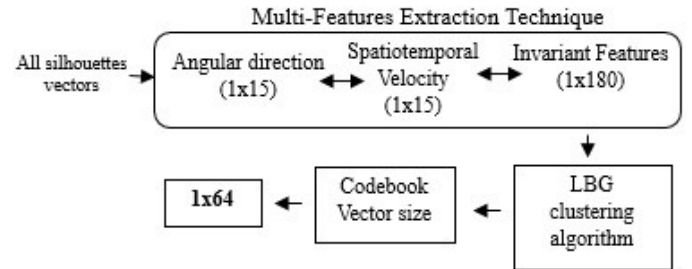 Multi-Features Extraction Technique
All silhouettes
vectors
Angular direction
(1x15)
Spatiotemporal
Velocity
(1x15)
Invariant Features
(1x180)
1x64
Codebook
Vector size
LBG
clustering
algorithm